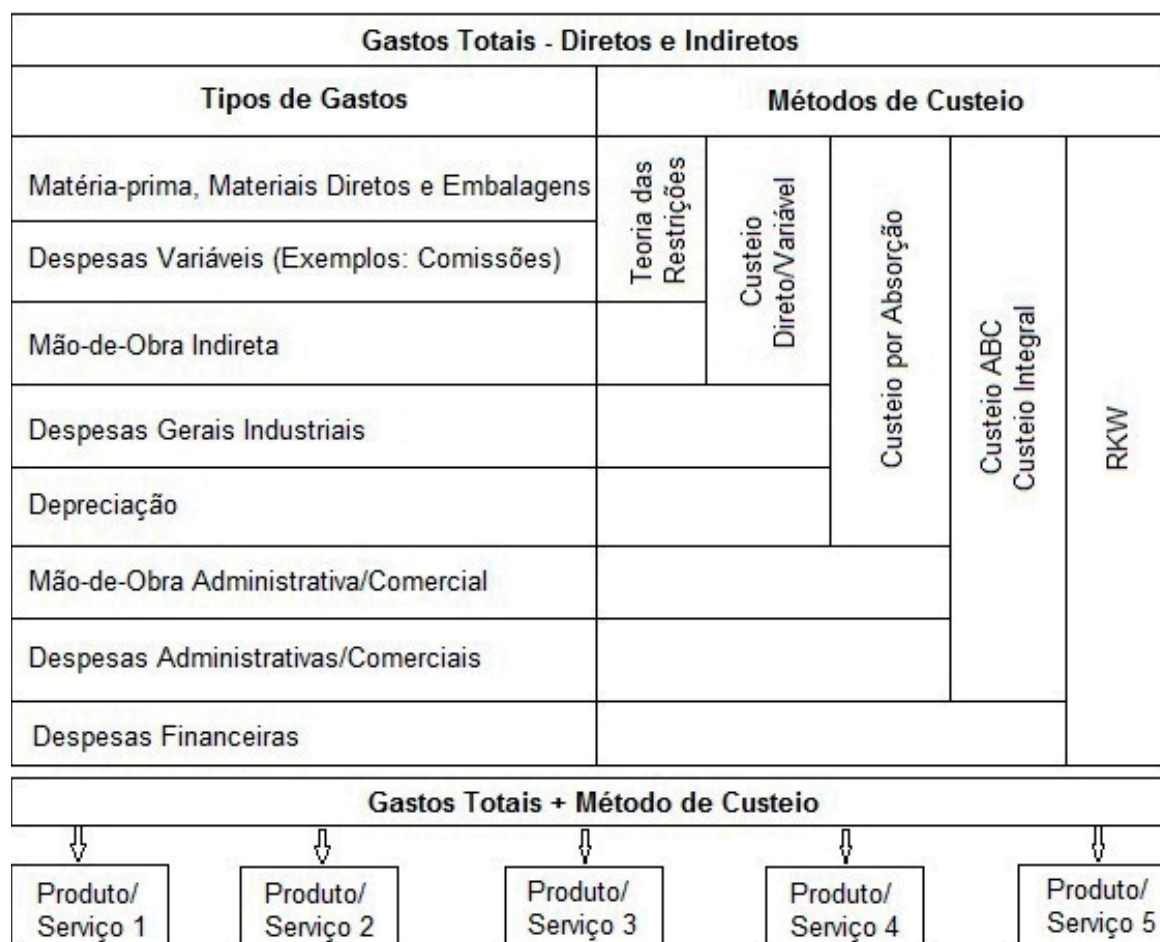 Gastos Totais - Diretos e Indiretos
Tipos de Gastos
Métodos de Custeio
Matéria-prima, Materiais Diretos e Embalagens
Despesas Variáveis (Exemplos: Comissões)
Mão-de-Obra Indireta
Despesas Gerais Industriais
Depreciação
Mão-de-Obra Administrativa/Comercial
Despesas Administrativas/Comerciais
Despesas Financeiras
Teoria das
Restrições
Custeio
Direto/Variável
Custeio por Absorção
Custeio ABC
Custeio Integral
RKW
Gastos Totais + Método de Custeio
Produto/
Serviço 1
Produto/
Serviço 2
Produto/
Serviço 3
Produto/
Serviço 4
Produto/
Serviço 5